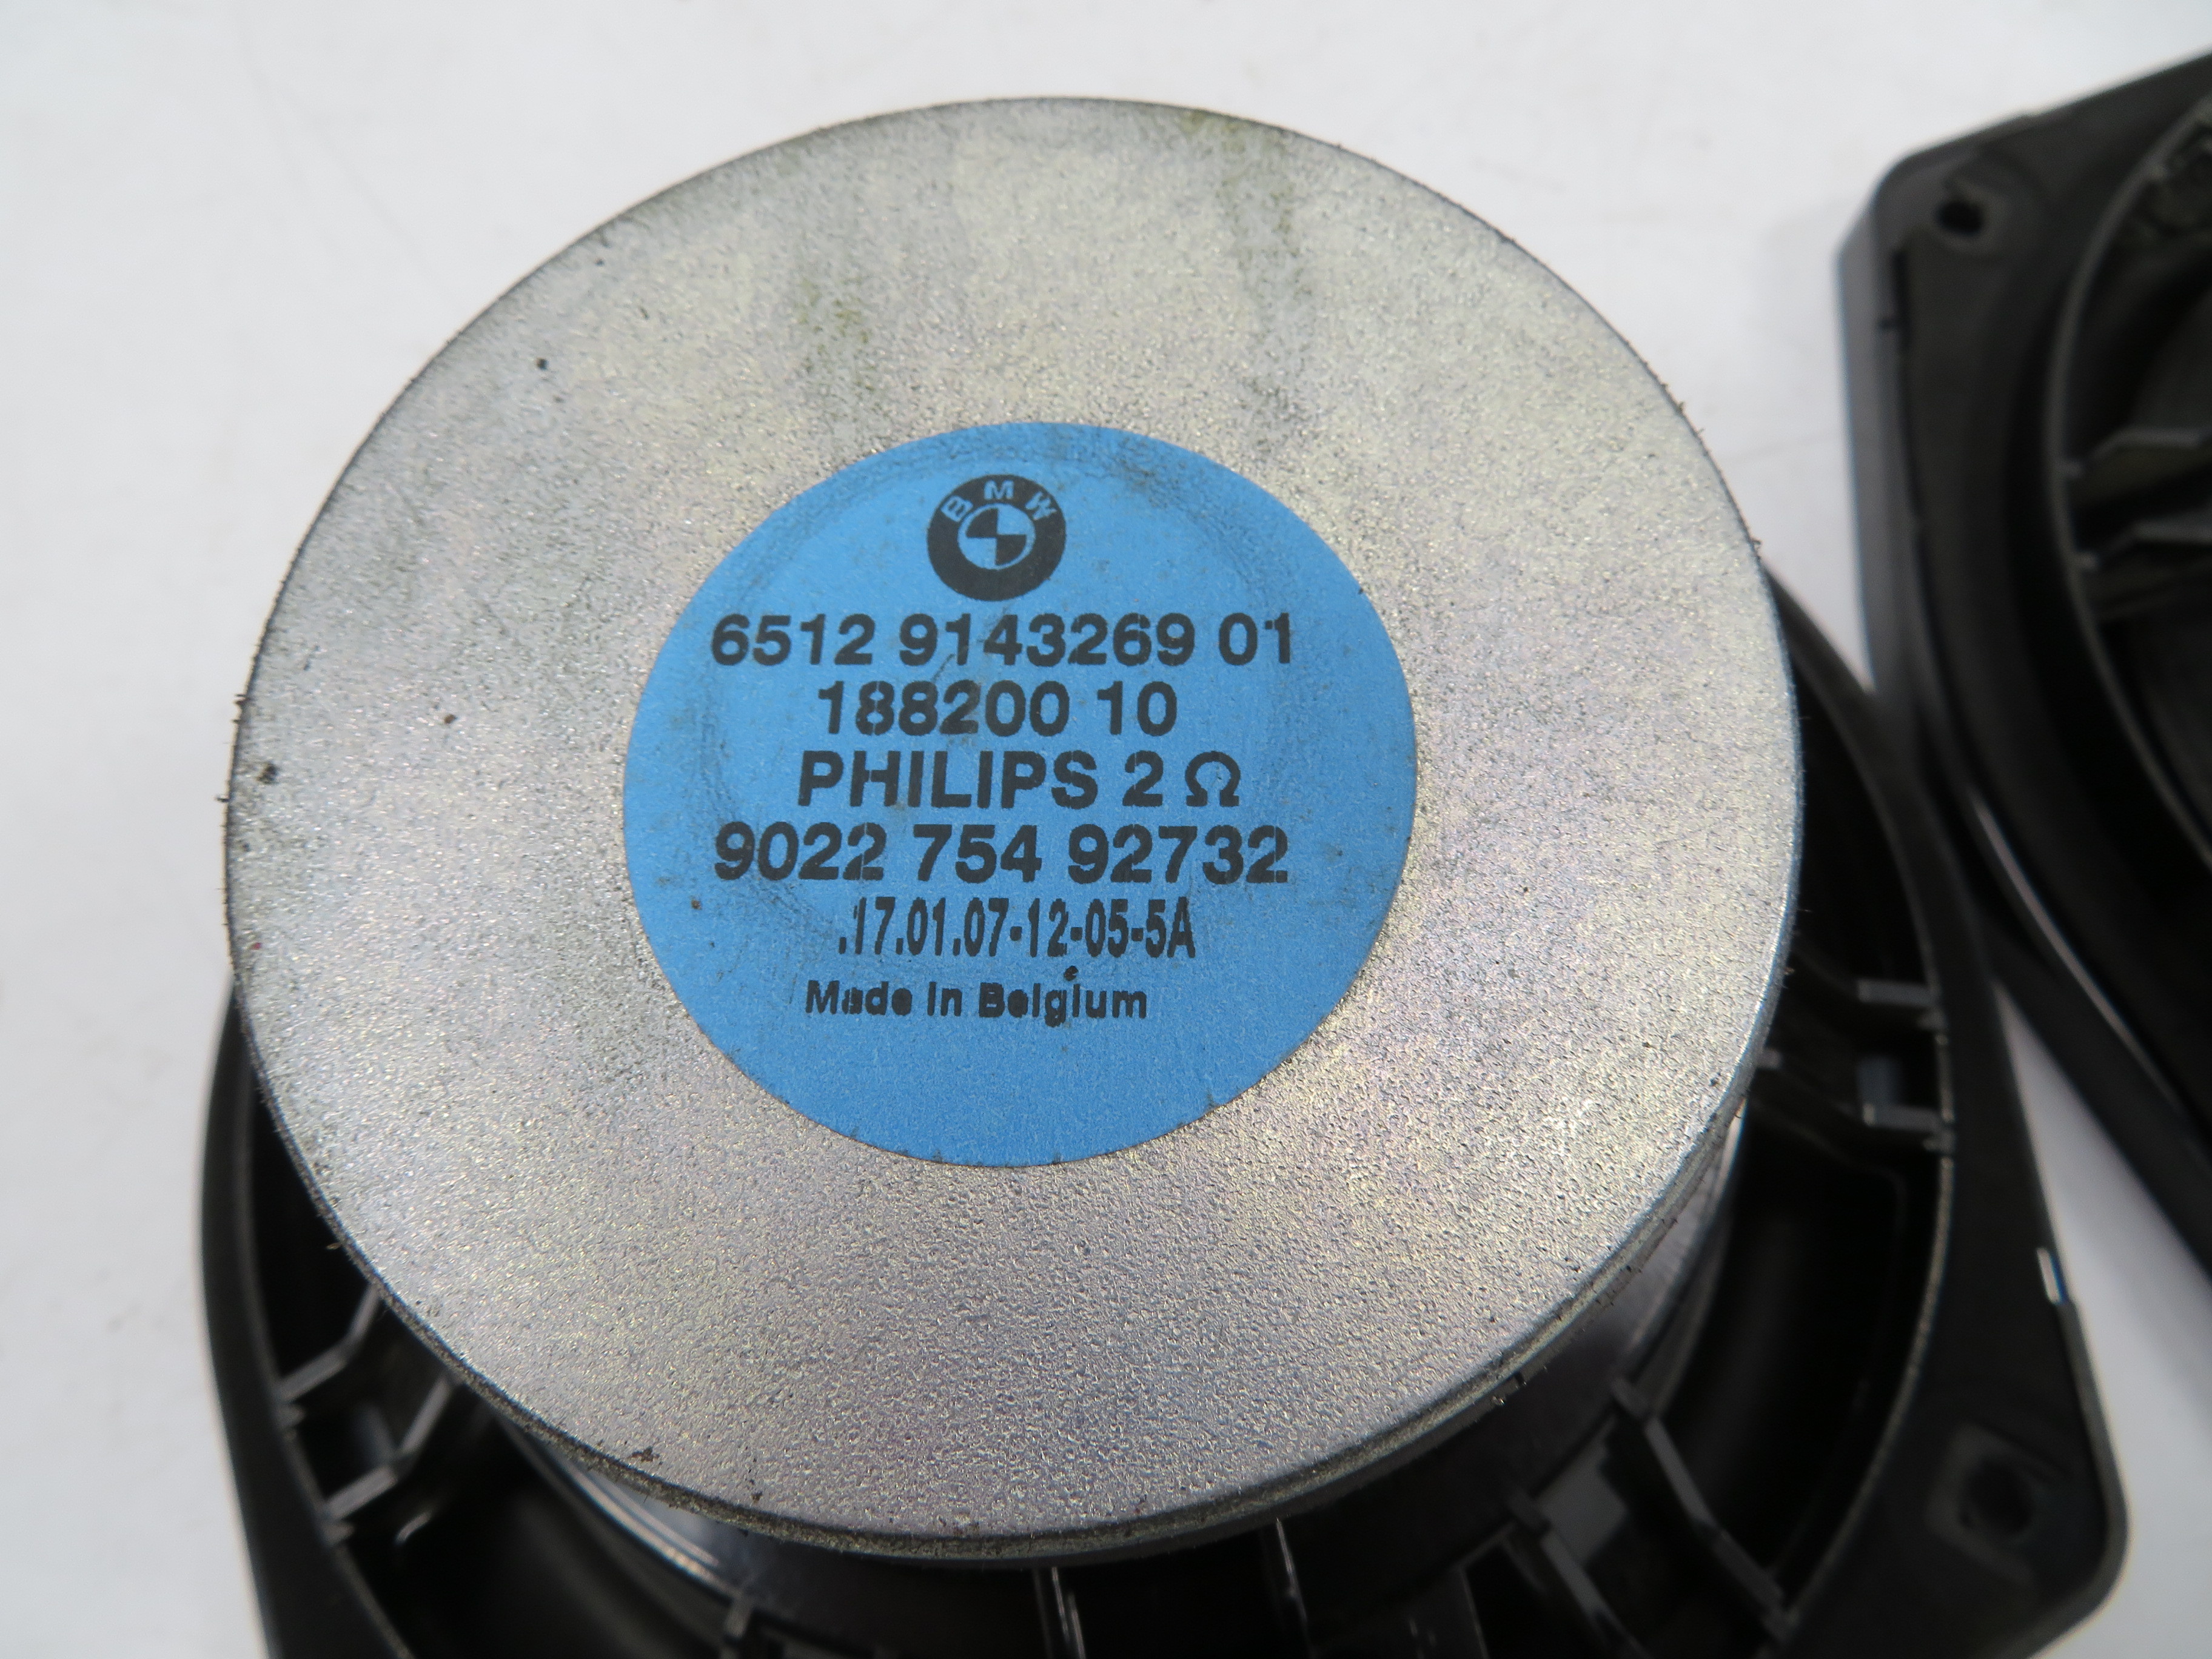 BMW
6512 9143269 01
188200 10
PHILIPS 2 Ω
9022 754 92732
.17.01.07-12-05-5A
Made in Belgium